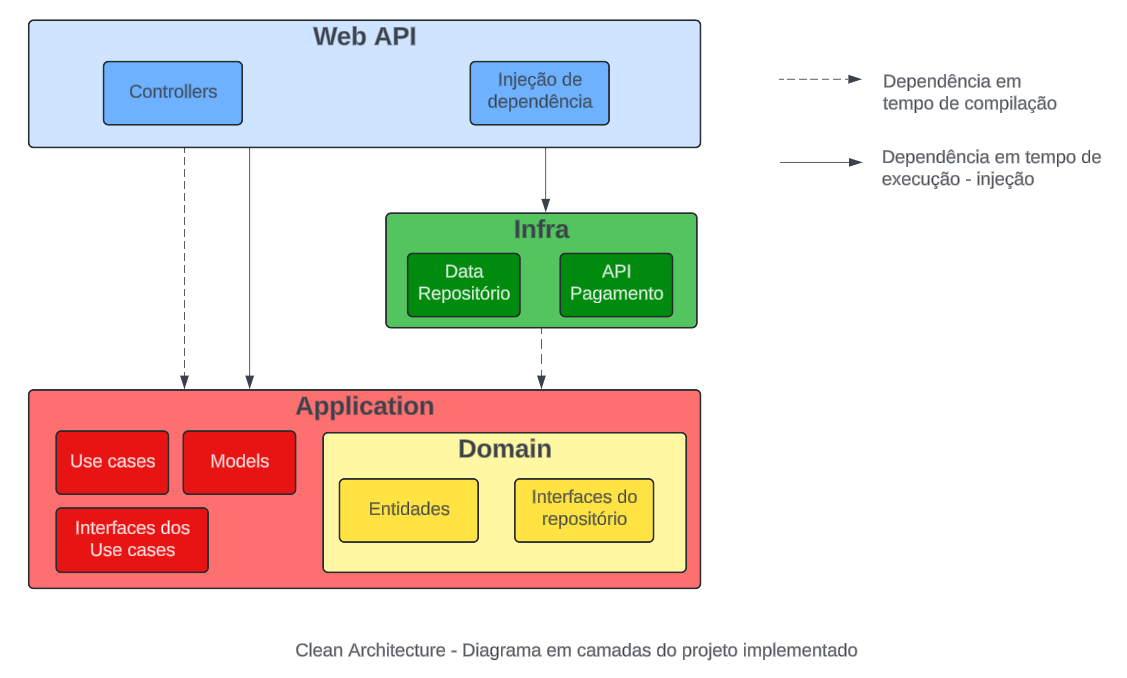 Web API
Controllers
Injeção de
dependência
Dependência em
tempo de compilação
Dependência em tempo de
execução - injeção
Infra
Data
Repositório
API
Pagamento
Application
Use cases
Models
Interfaces dos
Use cases
Domain
Entidades
Interfaces do
repositório
Clean Architecture - Diagrama em camadas do projeto implementado